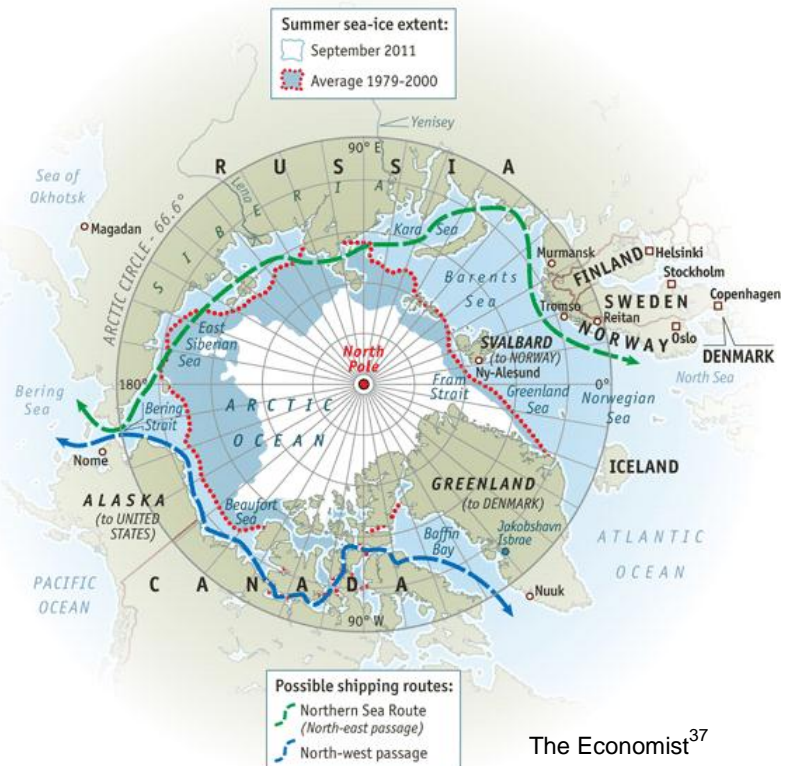 Summer sea-ice extent:
September 2011
Average 1979-2000
Yenisey
90° E
R U S S I A
Sea of
Okhotsk
Lena
S I B E R I A
Kara Sea
Magadan
ARCTIC CIRCLE - 66.6°
Murmansk
FINLAND
Helsinki
Stockholm
Barents
Sea
Tromso
SWEDEN
Copenhagen
Reitan
NORWAY
Oslo
DENMARK
East
Siberian
Sea
North
Pole
SVALBARD
(to NORWAY)
Ny-Alesund
North Sea
Bering
Sea
180°
Bering
Strait
ARCTIC
OCEAN
Fram
Strait
Greenland
Sea
0°
Norwegian
Sea
Nome
ALASKA
(to UNITED
STATES)
Beaufort
Sea
GREENLAND
(to DENMARK)
ICELAND
Baffin
Bay
Jakobshavn
Isbrae
ATLANTIC
OCEAN
PACIFIC
OCEAN
C A N A D A
Nuuk
90° W
Possible shipping routes:
Northern Sea Route
(North-east passage)
North-west passage
The Economist37